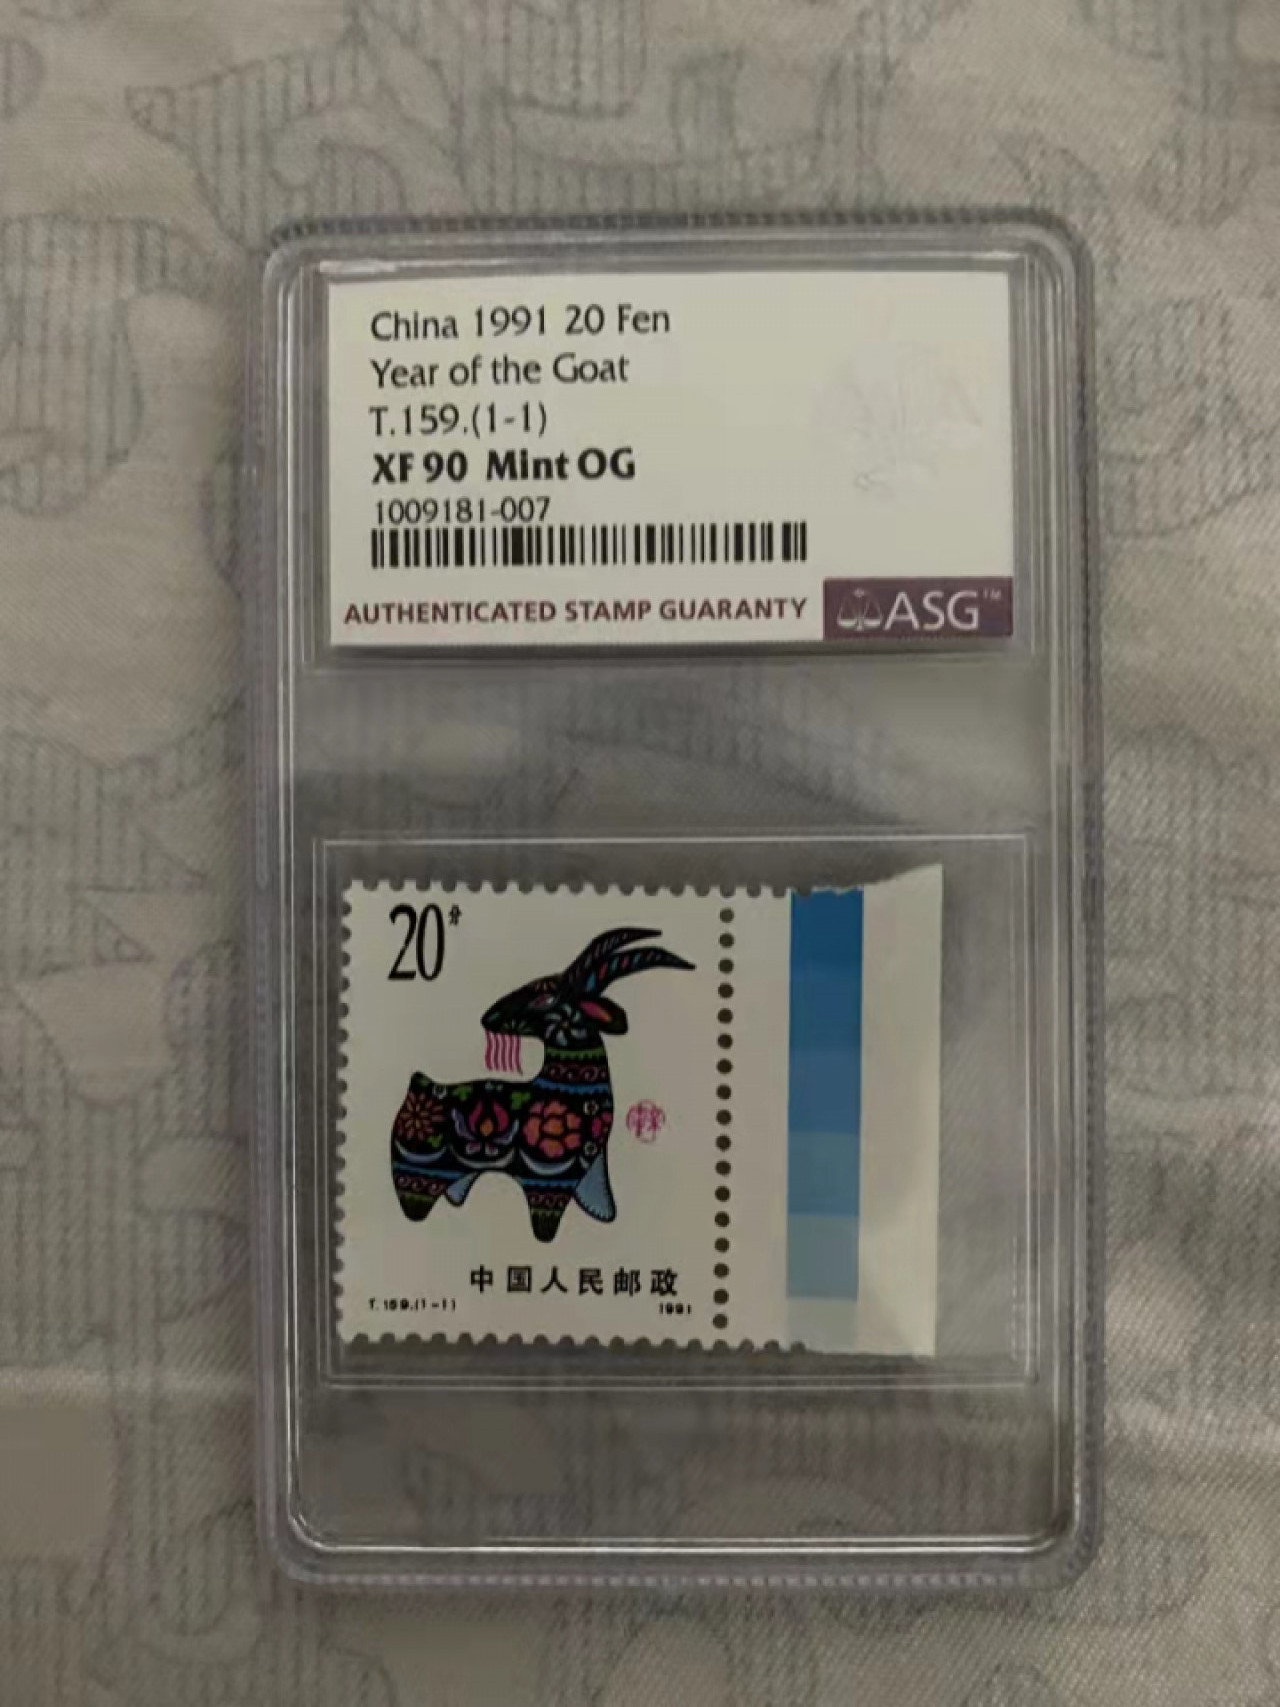 China 1991 20 Fen
Year of the Goat
T.159.(1-1)
XF 90 Mint OG
1009181-007
AUTHENTICATED STAMP GUARANTY ASG™
20分
中国人民邮政
T.159.(1-1) 1991